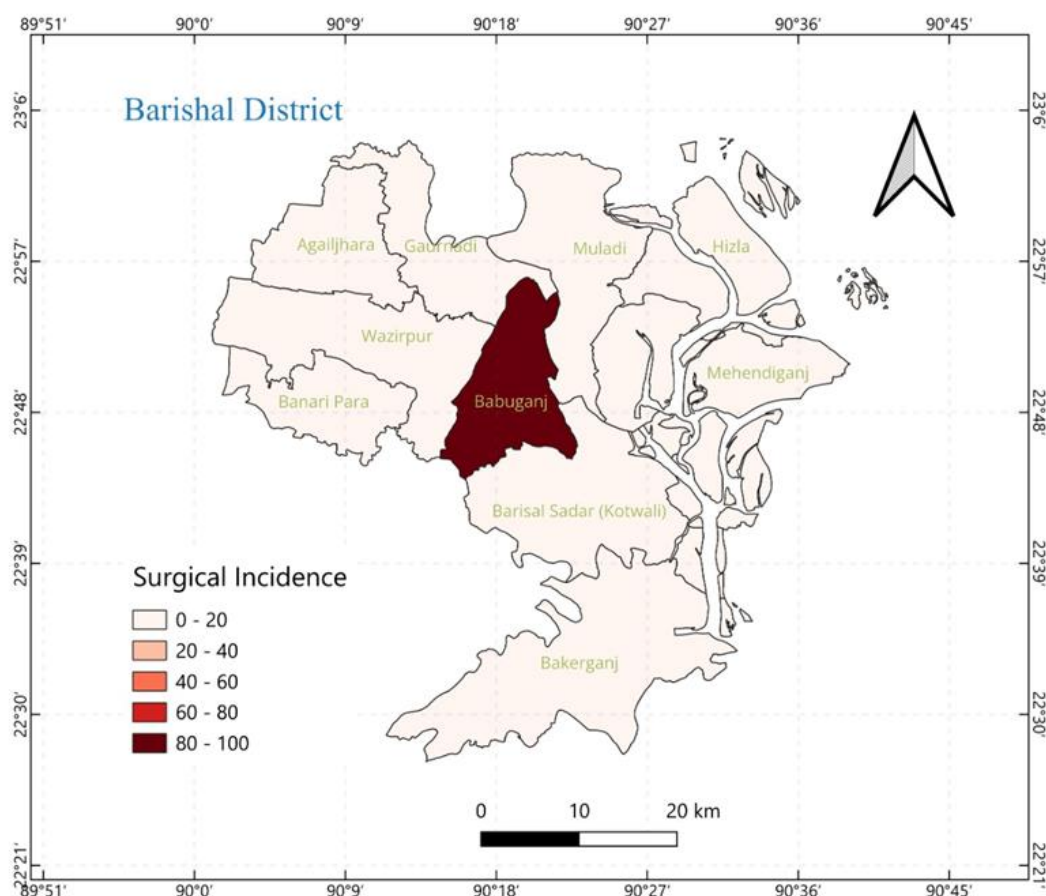 89°51' 90°0' 90°9' 90°18' 90°27' 90°36' 90°45'
23°6' 23°6'
Barishal District
Agailjhara Gaurnadi Muladi Hizla
22°57' 22°57'
Wazirpur
Mehendiganj
Banari Para Babuganj
22°48' 22°48'
Barisal Sadar (Kotwali)
22°39' 22°39'
Surgical Incidence
0 - 20
20 - 40
Bakerganj
40 - 60
60 - 80
22°30' 22°30'
80 - 100
0 10 20 km
22°21' 22°21'
89°51' 90°0' 90°9' 90°18' 90°27' 90°36' 90°45'